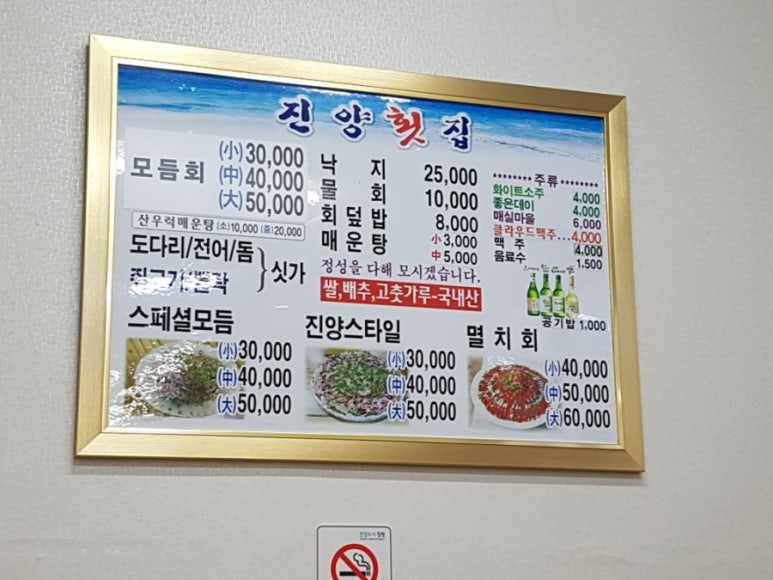 진양횟집
모듬회
(小) 30,000
(中) 40,000
(大) 50,000
산우럭매운탕 (소)10,000 (중)20,000
도다리/전어/돔
싯가
낙지 25,000
물회 10,000
회덮밥 8,000
매운탕 小 3,000
中 5,000
정성을 다해 모시겠습니다.
쌀,배추,고춧가루-국내산
********주류********
화이트소주 4,000
좋은데이 4,000
매실마을 6,000
클라우드맥주...4,000
맥주 4,000
음료수 1,500
공기밥 1,000
스페셜모듬
(小) 30,000
(中) 40,000
(大) 50,000
진양스타일
(小) 30,000
(中) 40,000
(大) 50,000
멸치회
(小) 40,000
(中) 50,000
(大) 60,000